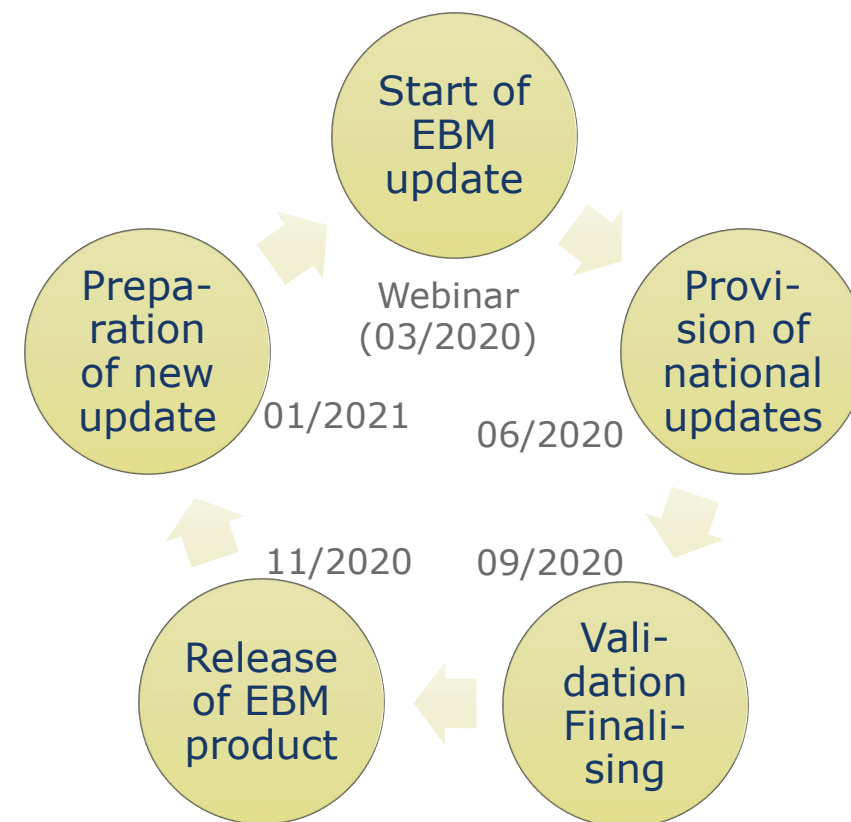 Start of
EBM
update
Webinar
(03/2020)
Provi-
sion of
national
updates
06/2020
Vali-
dation
Finali-
sing
09/2020
Release
of EBM
product
11/2020
Prepa-
ration
of new
update
01/2021